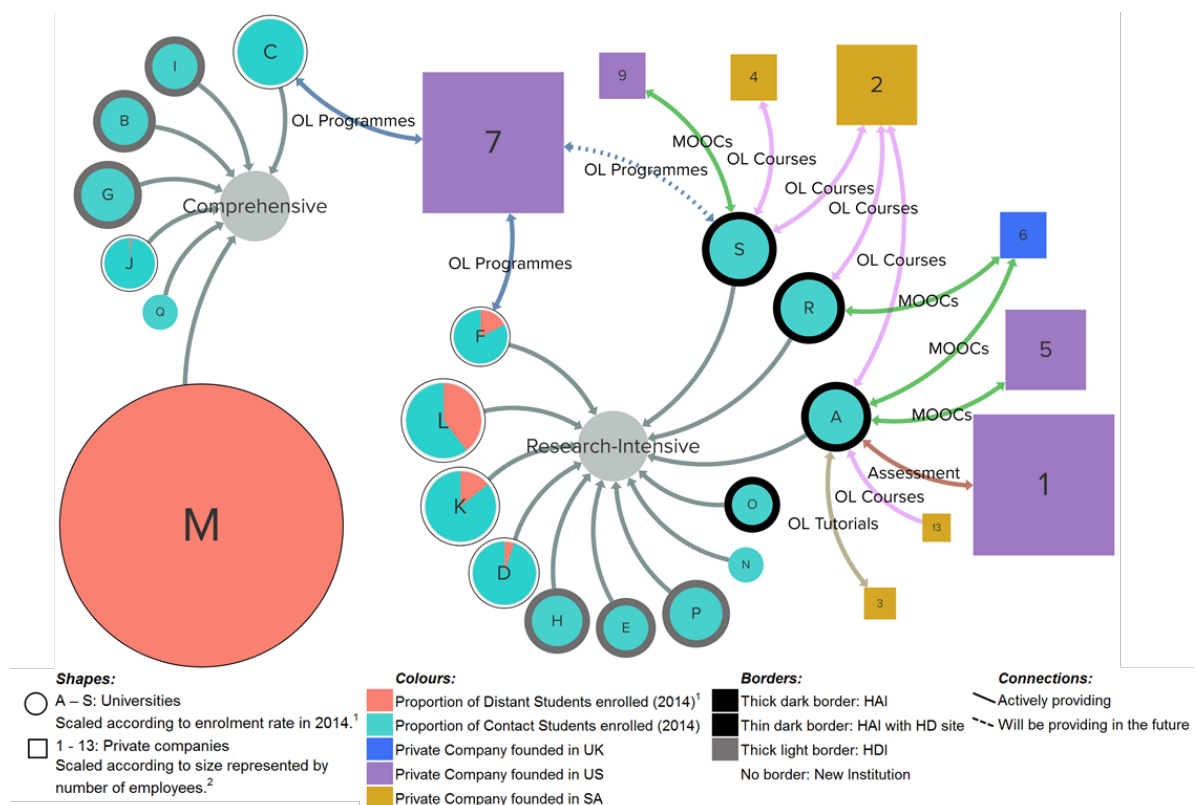 C
I
9
4
2
B
OL Programmes
7
MOOCs
OL Courses
OL Programmes
G
OL Courses
Comprehensive
OL Courses
6
S
J
OL Programmes
OL Courses
MOOCs
Q
R
F
MOOCs
5
L
A
MOOCs
Research-Intensive
Assessment
1
K
OL Courses
O
M
OL Tutorials
13
N
D
3
H
E
P
Shapes:
A – S: Universities
Scaled according to enrolment rate in 2014.¹
1 - 13: Private companies
Scaled according to size represented by
number of employees.²
Colours:
Proportion of Distant Students enrolled (2014)¹
Proportion of Contact Students enrolled (2014)
Private Company founded in UK
Private Company founded in US
Private Company founded in SA
Borders:
Thick dark border: HAI
Thin dark border: HAI with HD site
Thick light border: HDI
No border: New Institution
Connections:
Actively providing
Will be providing in the future